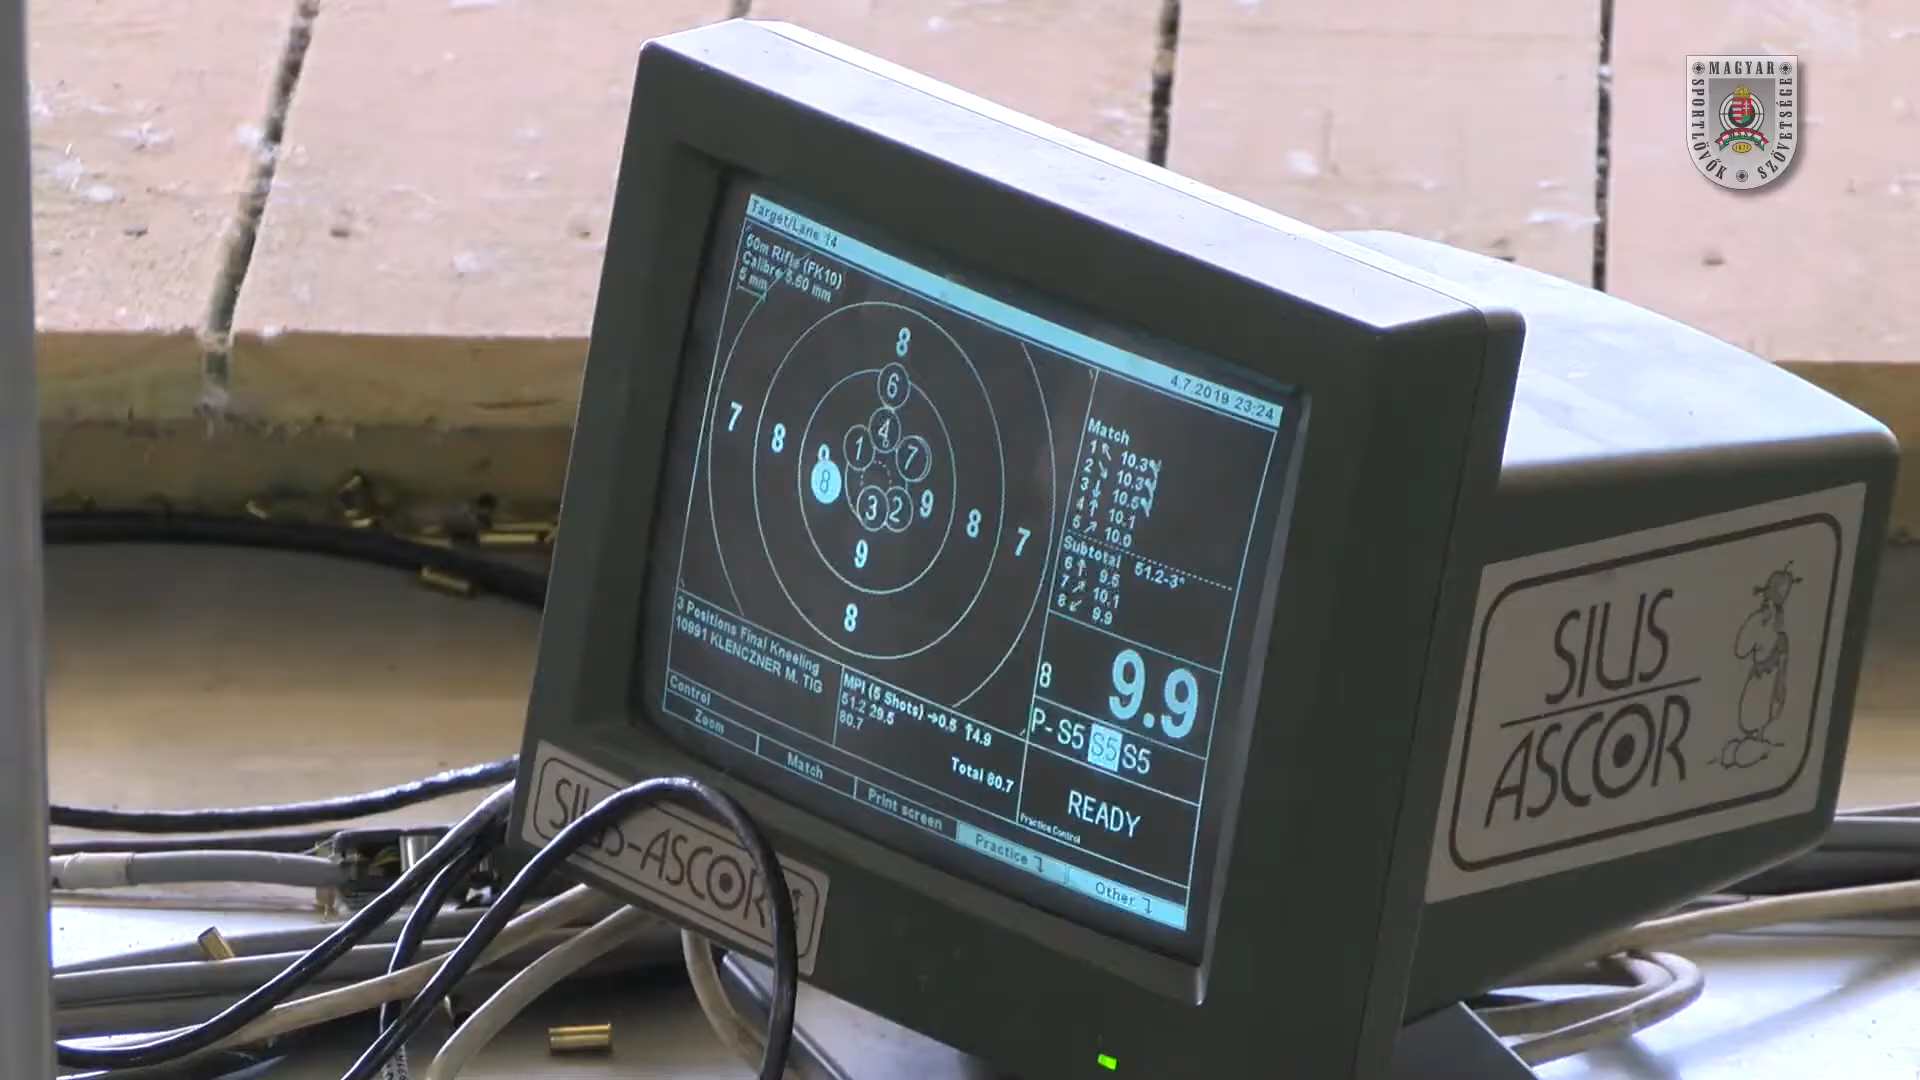 MAGYAR
SPORTLÖVŐK
SZÖVETSÉGE
1871
Target/Lane 14
4.7.2019 23:24
50m Rifle (FK10)
Calibre 5.60 mm
5 mm
8
6
4
1
7
7
8
9
8
3
2
9
8
7
9
8
Match
1 ↖ 10.3*
2 ↘ 10.3*
3 ↓ 10.5*
4 ↑ 10.1
5 ↗ 10.0
Subtotal 51.2-3*
6 ↑ 9.5
7 ↗ 10.1
8 ↙ 9.9
8 9.9
P-S5 S5 S5
READY
Practice Control
3 Positions Final Kneeling
10991 KLENCZNER M. TIG
MPI (5 Shots) →0.5 ↑4.9
51.2 29.5
80.7
Total 80.7
Control
Zoom
Match
Print screen
Practice
Other
SIUS-ASCOR
SIUS
ASCOR